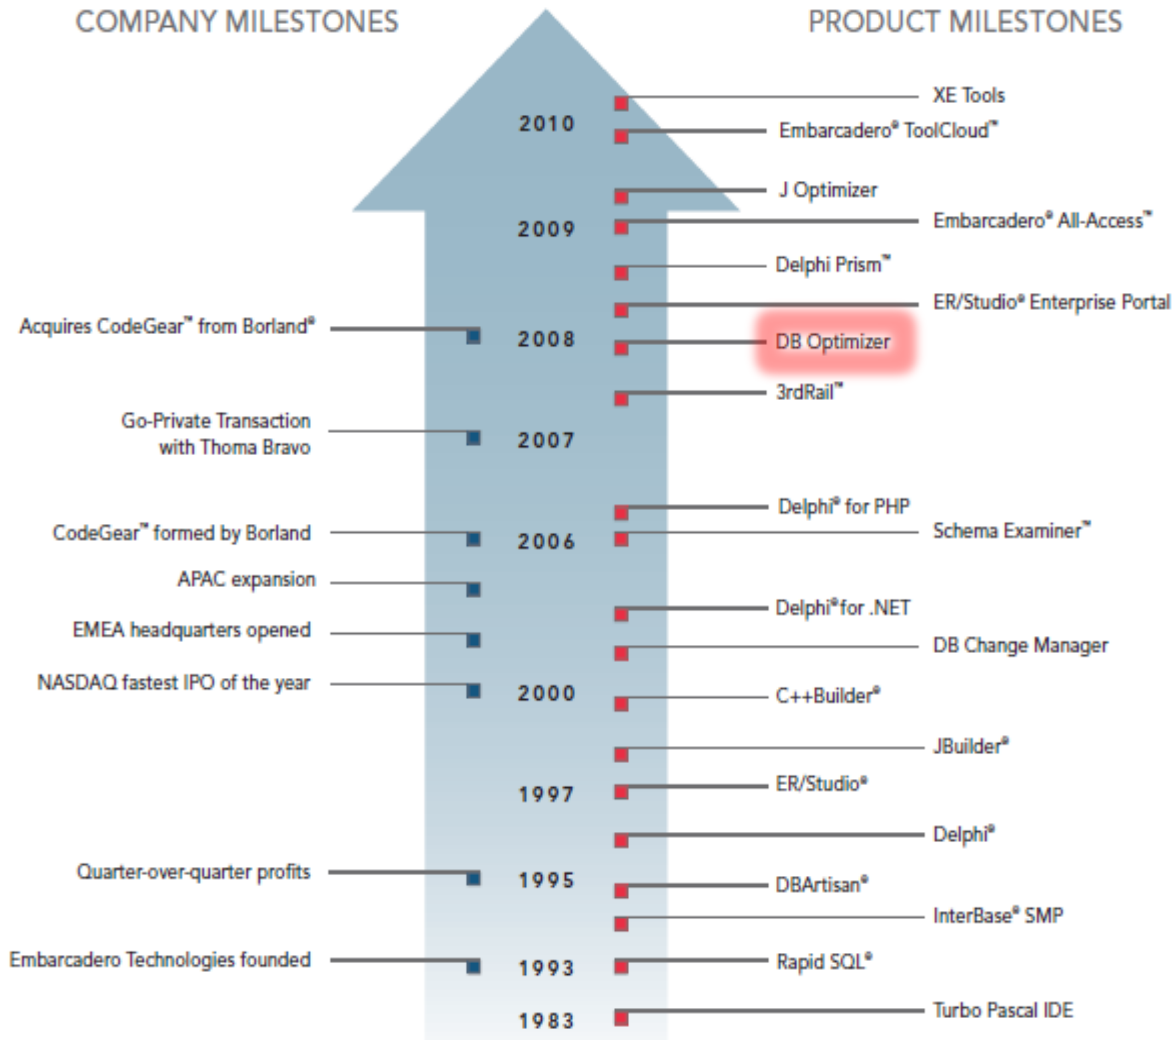 COMPANY MILESTONES
PRODUCT MILESTONES
XE Tools
2010
Embarcadero® ToolCloud™
J Optimizer
2009
Embarcadero® All-Access™
Delphi Prism™
ER/Studio® Enterprise Portal
Acquires CodeGear™ from Borland®
2008
DB Optimizer
3rdRail™
Go-Private Transaction
with Thoma Bravo
2007
Delphi® for PHP
CodeGear™ formed by Borland
2006
Schema Examiner™
APAC expansion
Delphi® for .NET
EMEA headquarters opened
DB Change Manager
NASDAQ fastest IPO of the year
2000
C++Builder®
JBuilder®
1997
ER/Studio®
Delphi®
Quarter-over-quarter profits
1995
DBArtisan®
InterBase® SMP
Embarcadero Technologies founded
1993
Rapid SQL®
1983
Turbo Pascal IDE